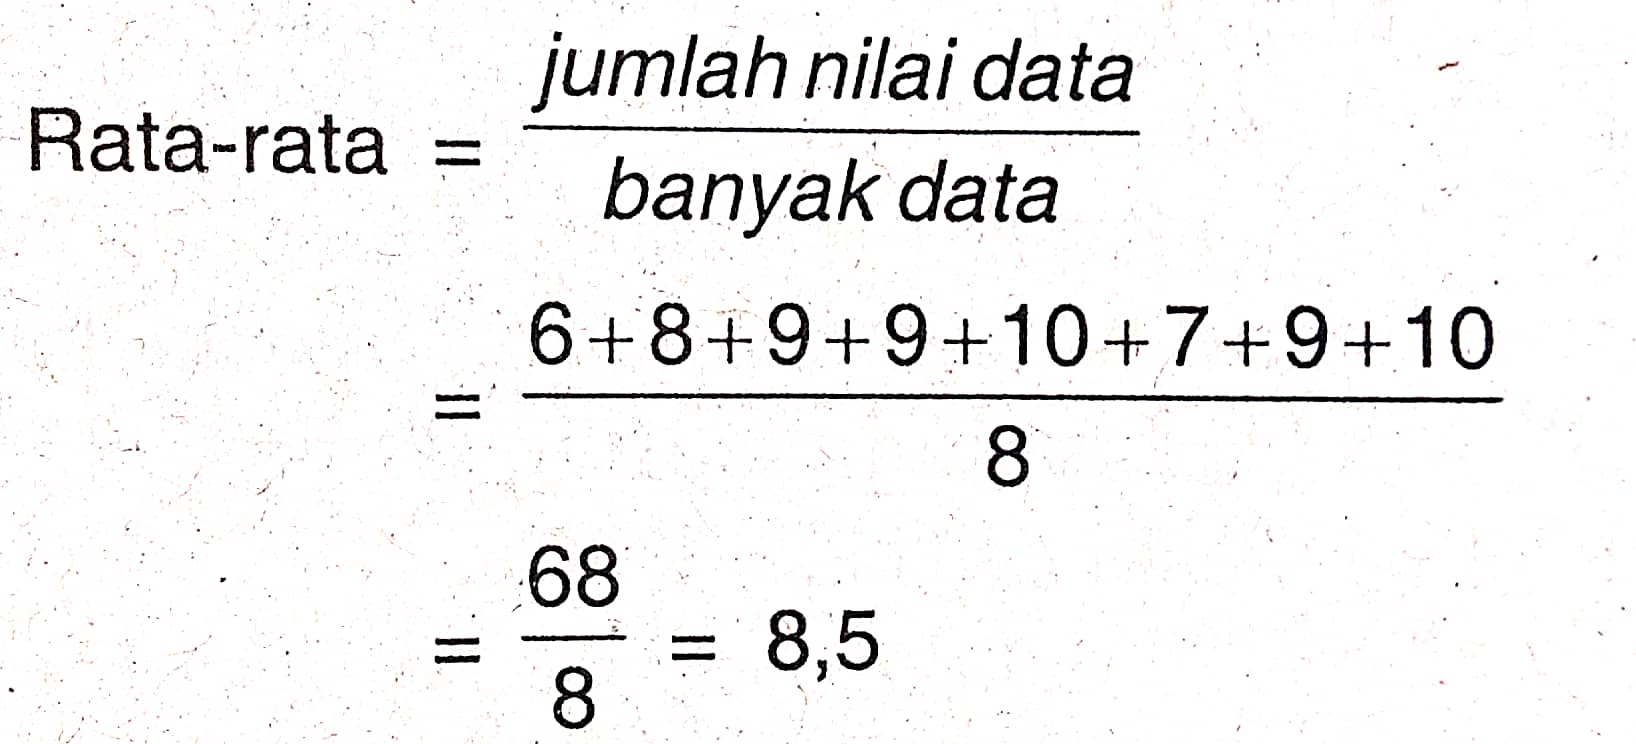 Rata-rata = jumlah nilai data / banyak data
= 6+8+9+9+10+7+9+10 / 8
= 68 / 8 = 8,5